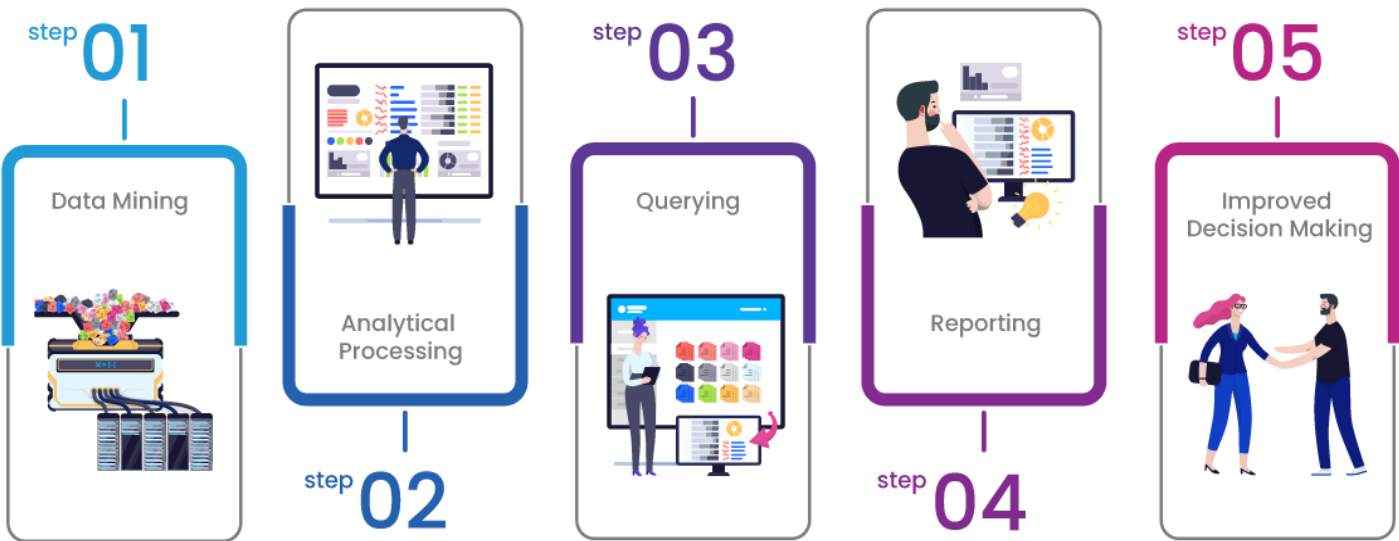 step 01
Data Mining
Analytical
Processing
step 02
step 03
Querying
Reporting
step 04
step 05
Improved
Decision Making